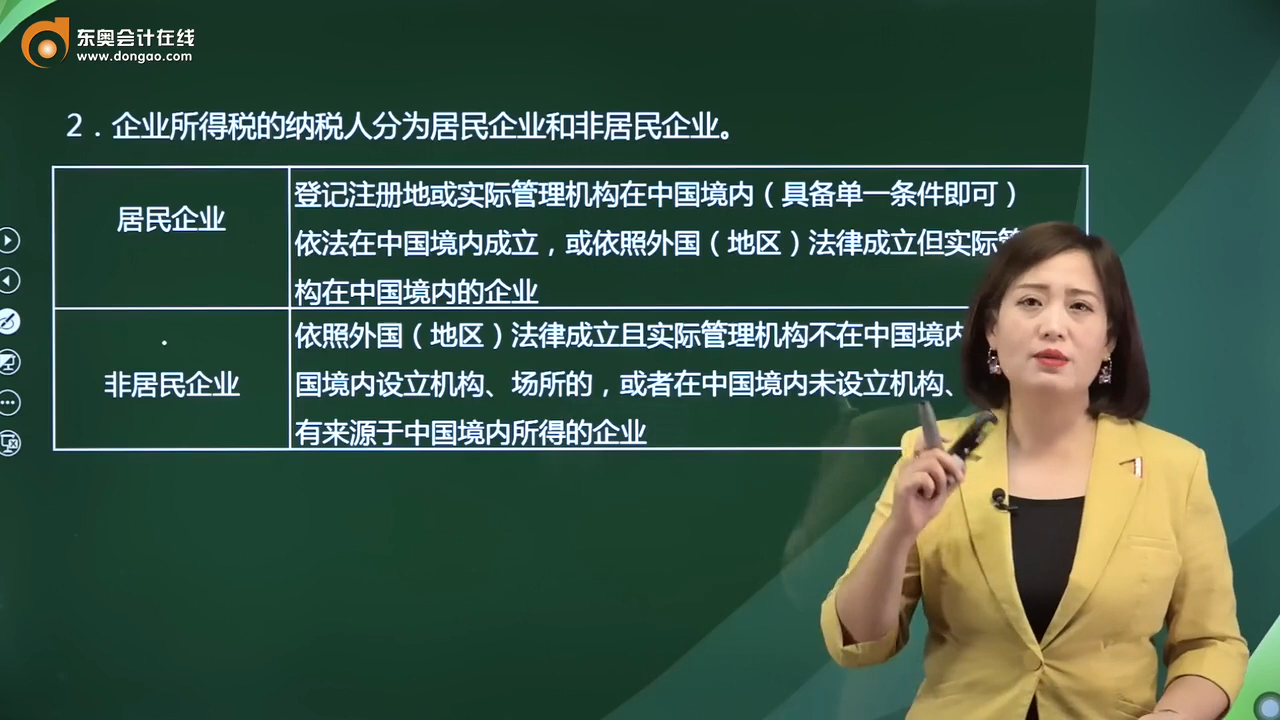 东奥会计在线
www.dongao.com
2．企业所得税的纳税人分为居民企业和非居民企业。
居民企业
登记注册地或实际管理机构在中国境内（具备单一条件即可）
依法在中国境内成立，或依照外国（地区）法律成立但实际管
构在中国境内的企业
非居民企业
依照外国（地区）法律成立且实际管理机构不在中国境内
国境内设立机构、场所的，或者在中国境内未设立机构、
有来源于中国境内所得的企业